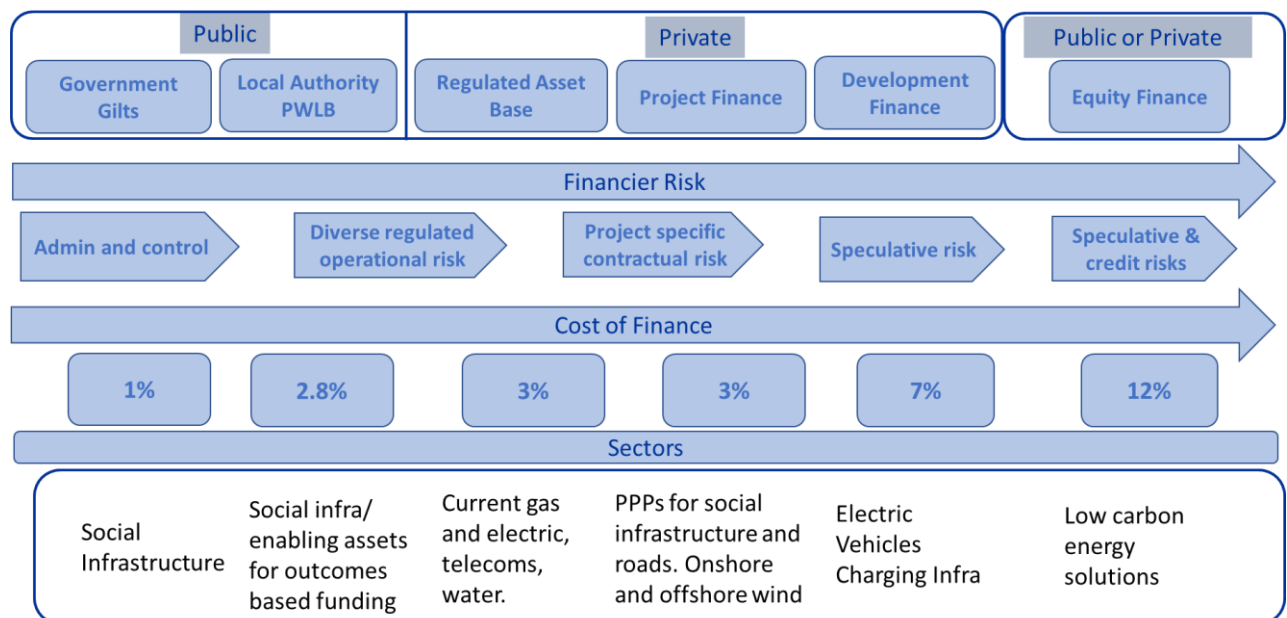 Public
Private
Public or Private
Government
Gilts
Local Authority
PWLB
Regulated Asset
Base
Project Finance
Development
Finance
Equity Finance
Financier Risk
Admin and control
Diverse regulated
operational risk
Project specific
contractual risk
Speculative risk
Speculative &
credit risks
Cost of Finance
1%
2.8%
3%
3%
7%
12%
Sectors
Social
Infrastructure
Social infra/
enabling assets
for outcomes
based funding
Current gas
and electric,
telecoms,
water.
PPPs for social
infrastructure and
roads. Onshore
and offshore wind
Electric
Vehicles
Charging Infra
Low carbon
energy
solutions